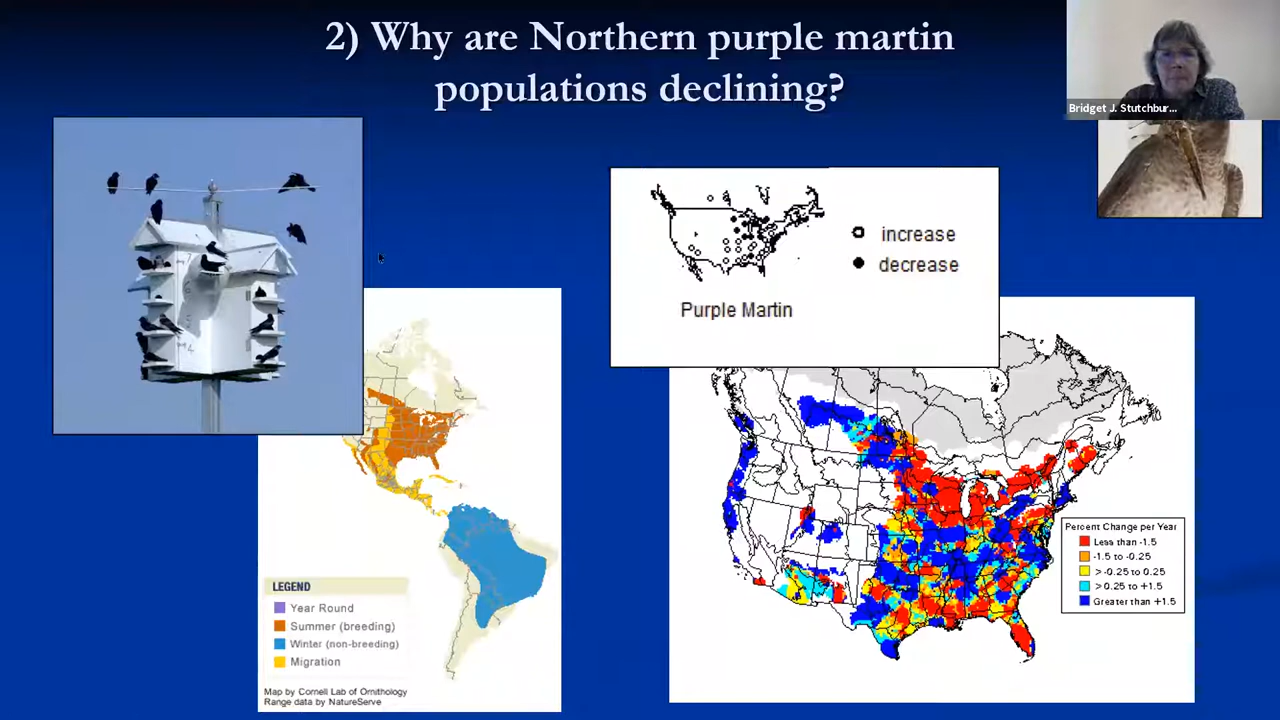 2) Why are Northern purple martin
populations declining?
Bridget J. Stutchbur...
increase
decrease
Purple Martin
LEGEND
Year Round
Summer (breeding)
Winter (non-breeding)
Migration
Map by Cornell Lab of Ornithology
Range data by NatureServe
Percent Change per Year
Less than -1.5
-1.5 to -0.25
> -0.25 to 0.25
> 0.25 to +1.5
Greater than +1.5